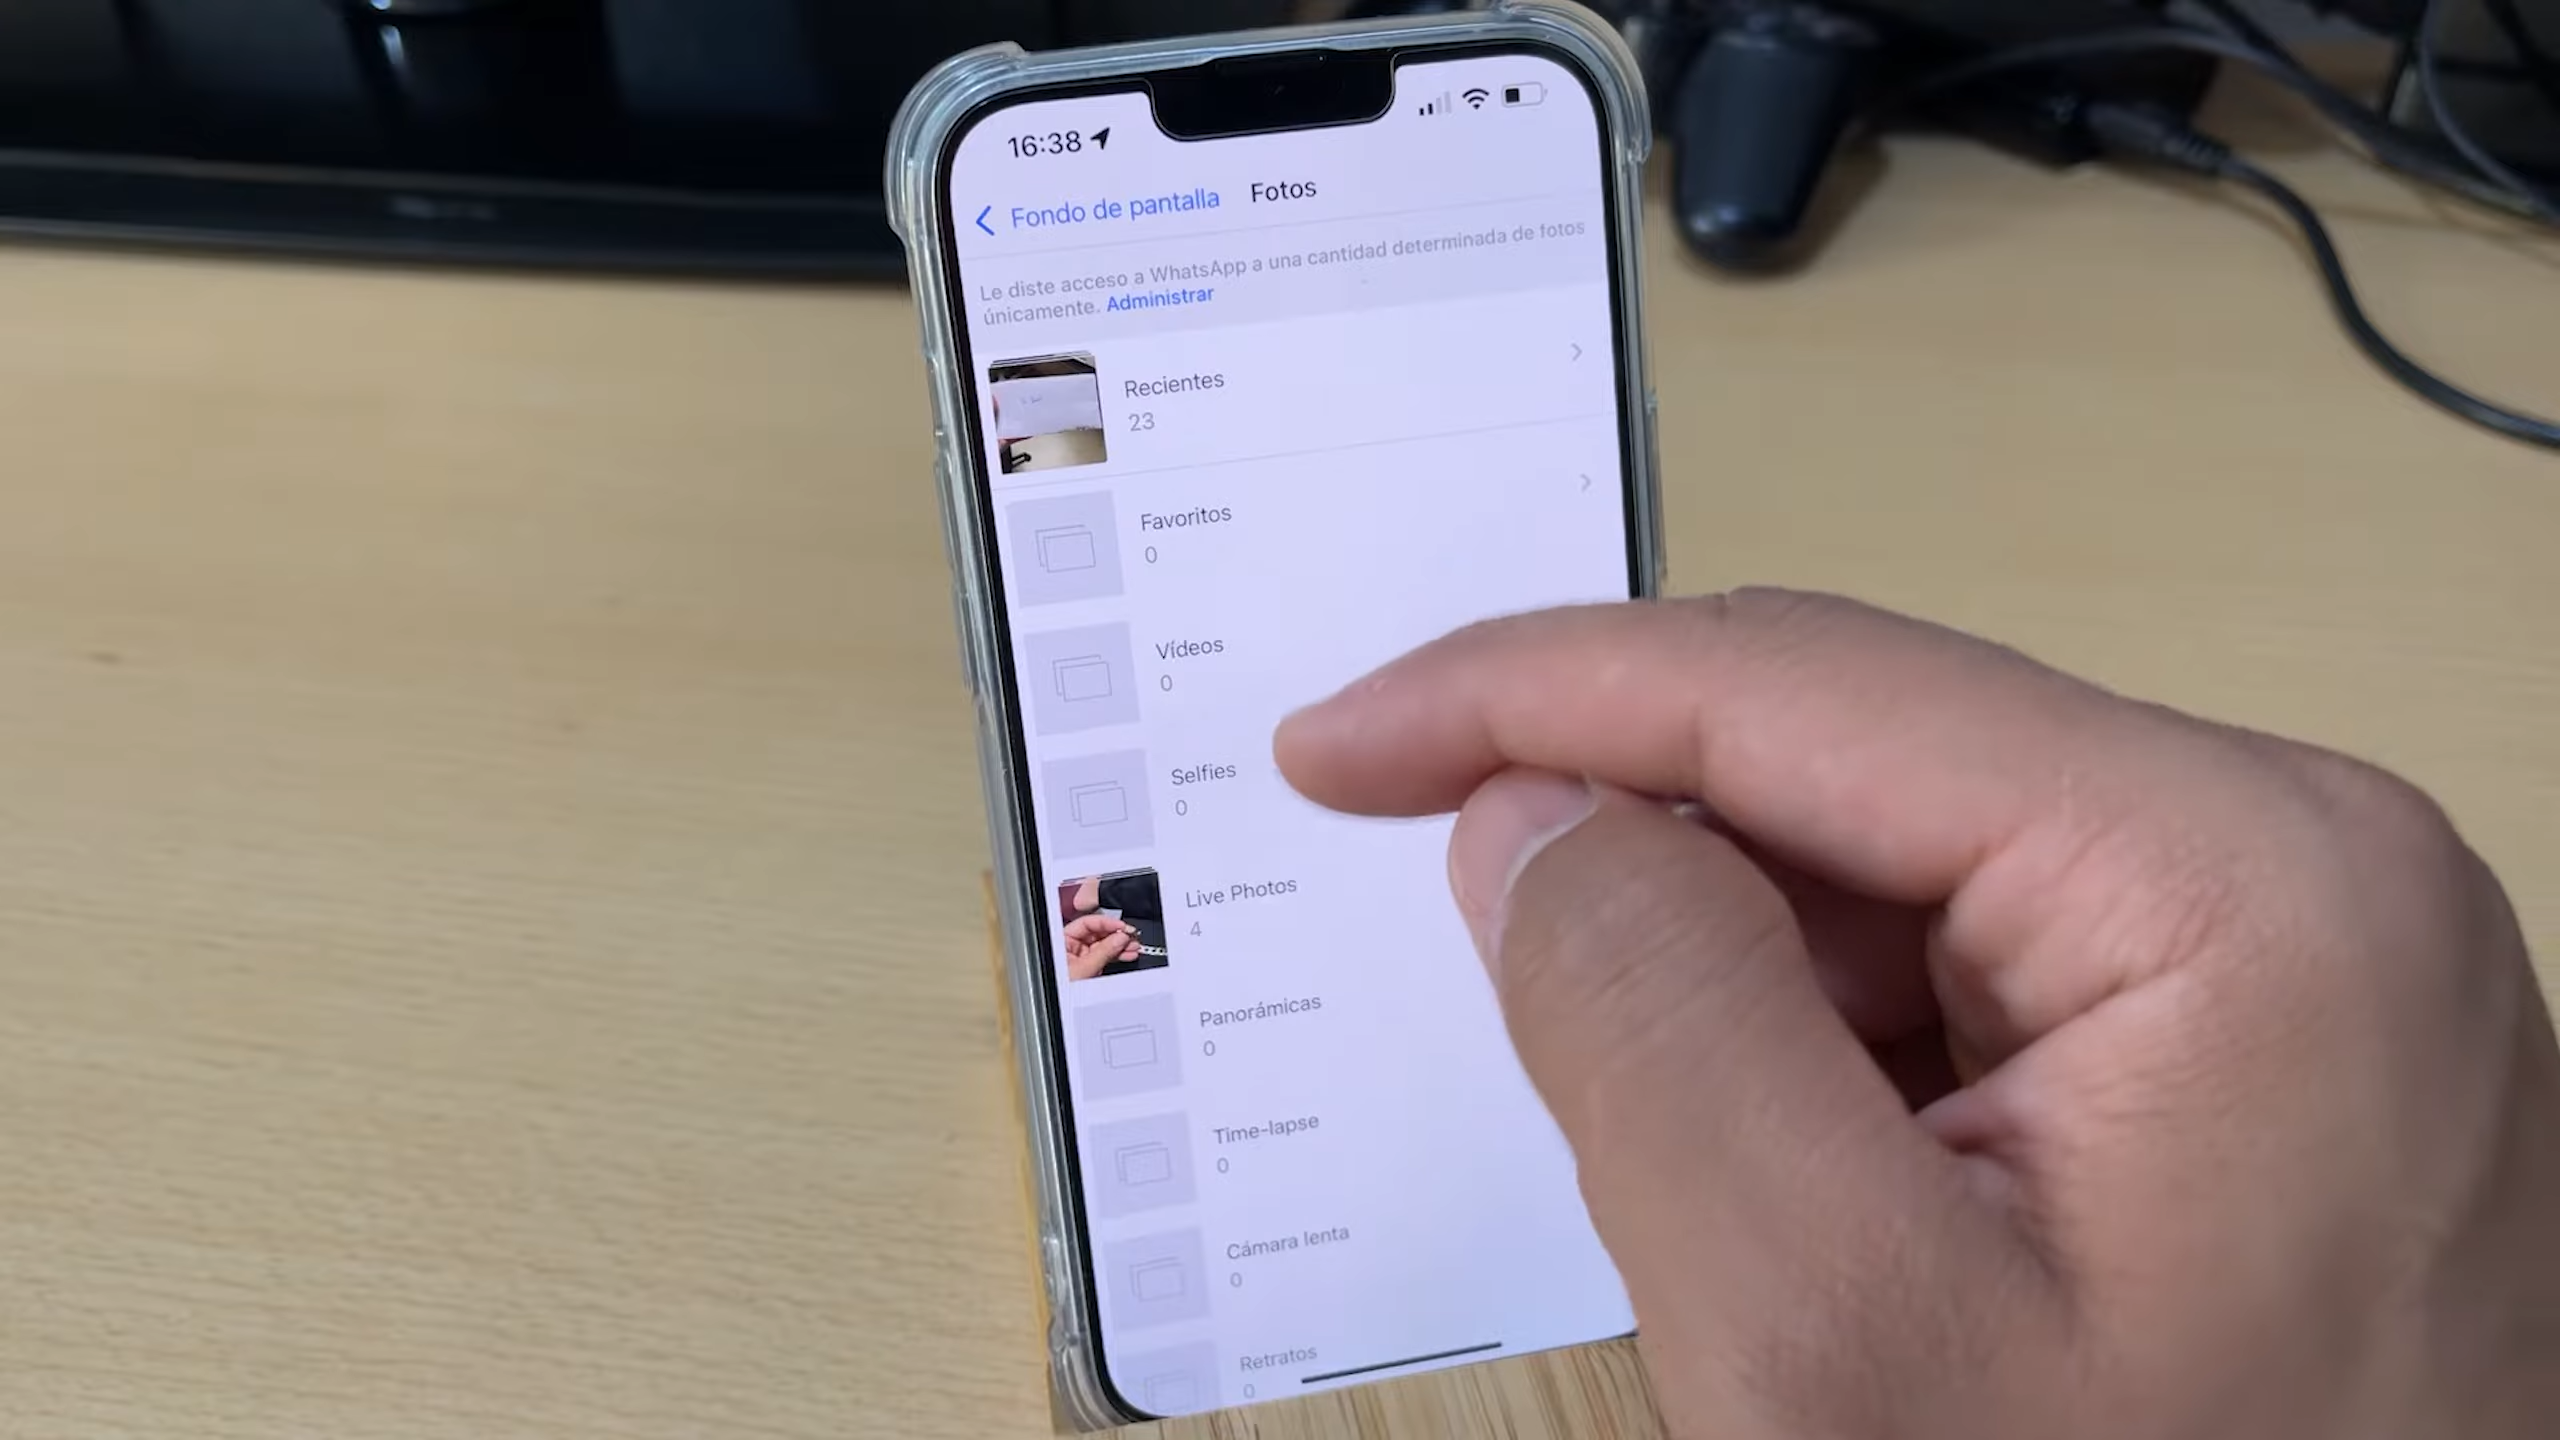 16:38
Fondo de pantalla Fotos
Le diste acceso a WhatsApp a una cantidad determinada de fotos
únicamente. Administrar
Recientes
23
Favoritos
0
Vídeos
0
Selfies
0
Live Photos
4
Panorámicas
0
Time-lapse
0
Cámara lenta
0
Retratos
0